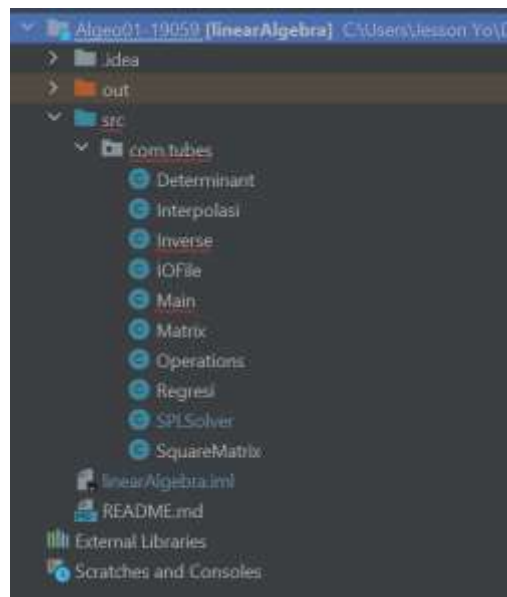 Algeo01-19059 [linearAlgebra] C:\Users\Jesson Yo\
.idea
out
src
com.tubes
Determinant
Interpolasi
Inverse
IOFile
Main
Matrix
Operations
Regresi
SPLSolver
SquareMatrix
linearAlgebra.iml
README.md
External Libraries
Scratches and Consoles